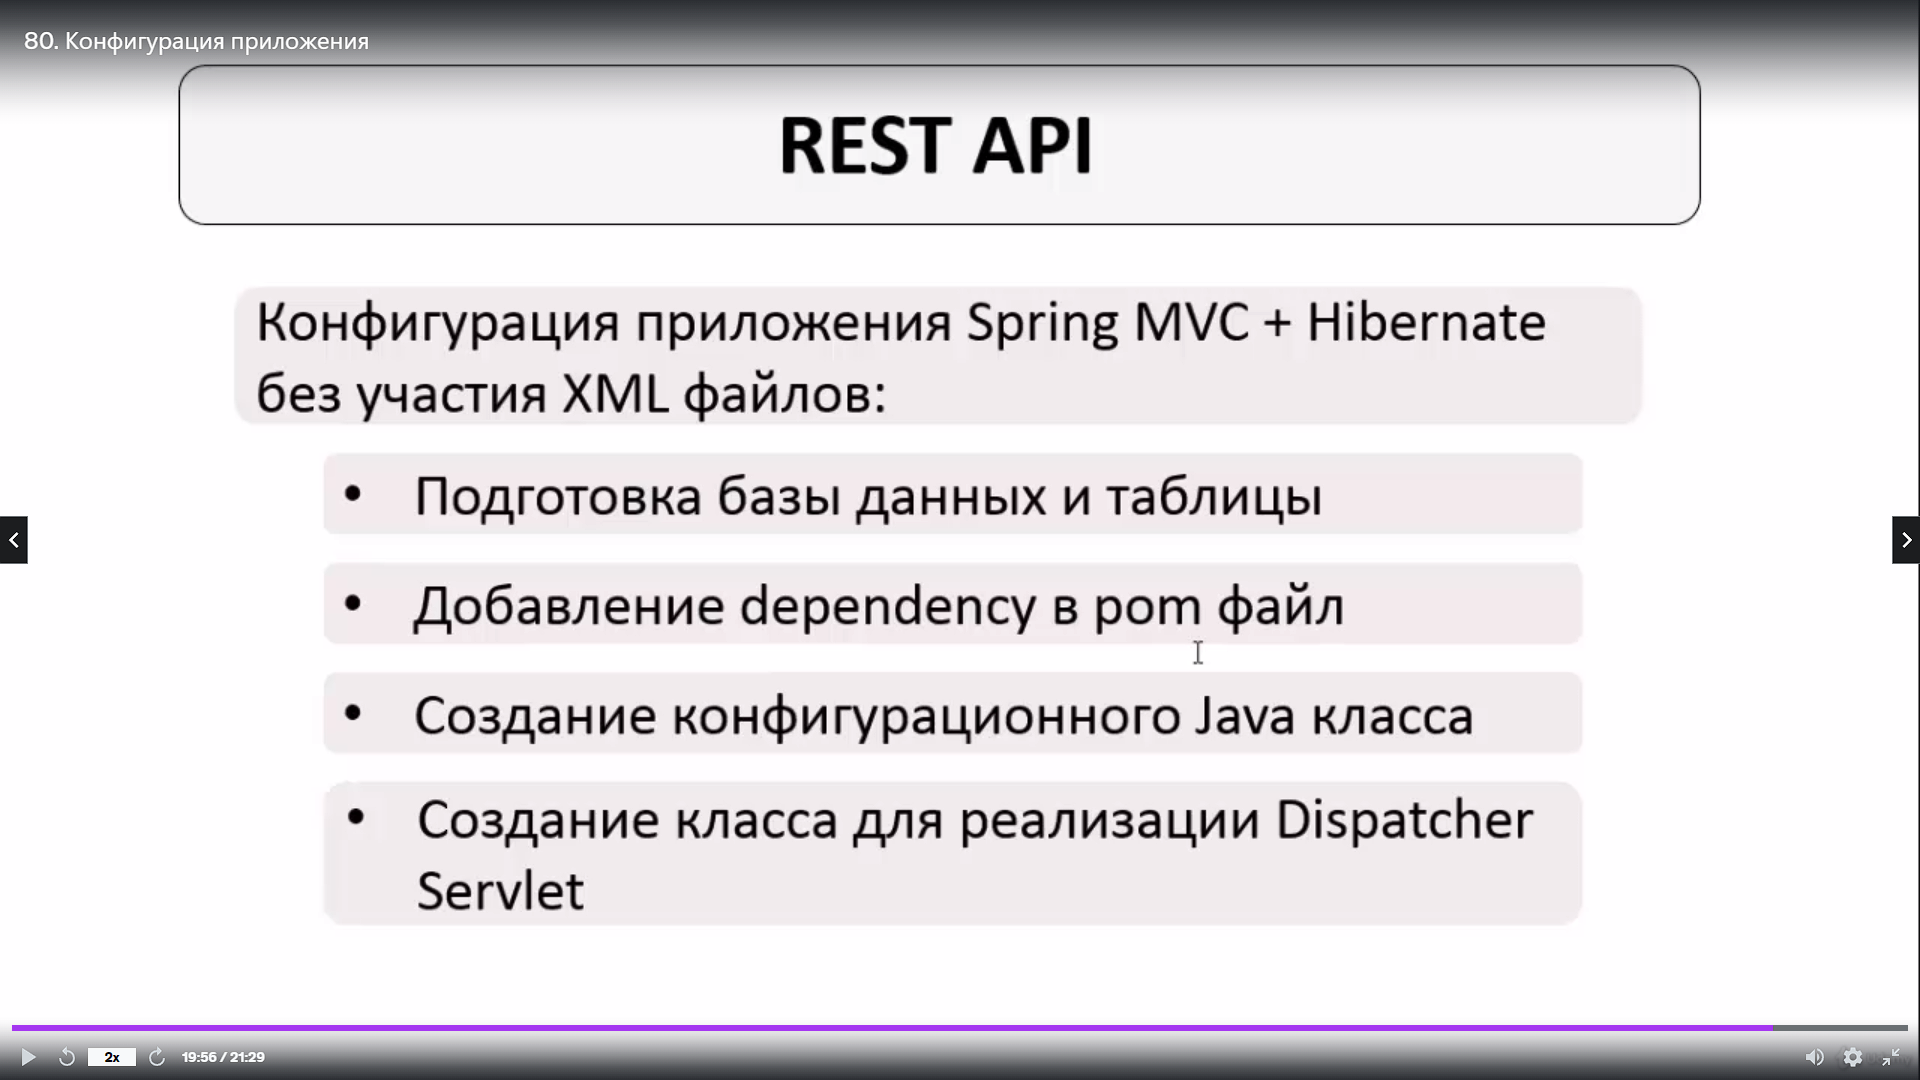 80. Конфигурация приложения
REST API
Конфигурация приложения Spring MVC + Hibernate
без участия XML файлов:
• Подготовка базы данных и таблицы
• Добавление dependency в pom файл
• Создание конфигурационного Java класса
• Создание класса для реализации Dispatcher
Servlet
2x
19:56 / 21:29